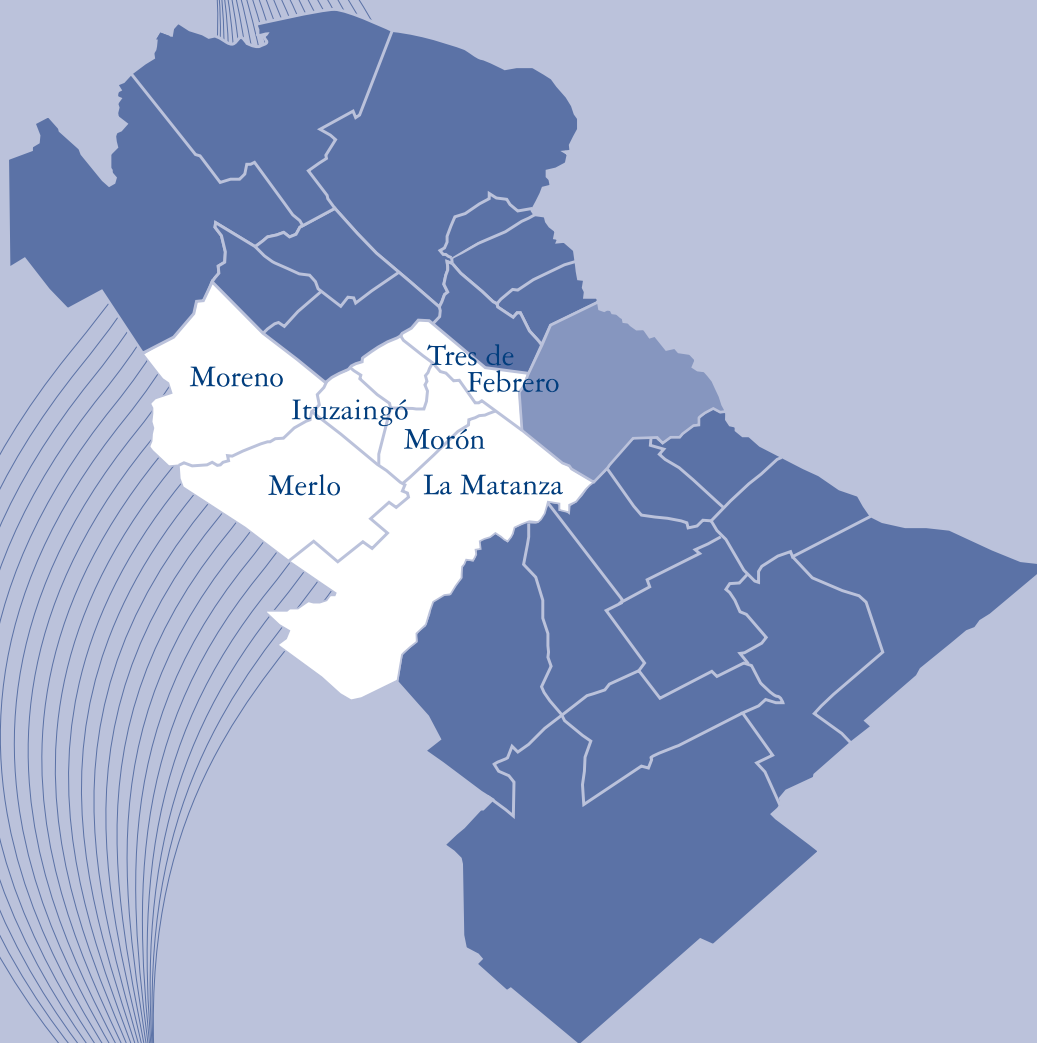 Tres de
Febrero
Moreno
Ituzaingó
Morón
Merlo
La Matanza